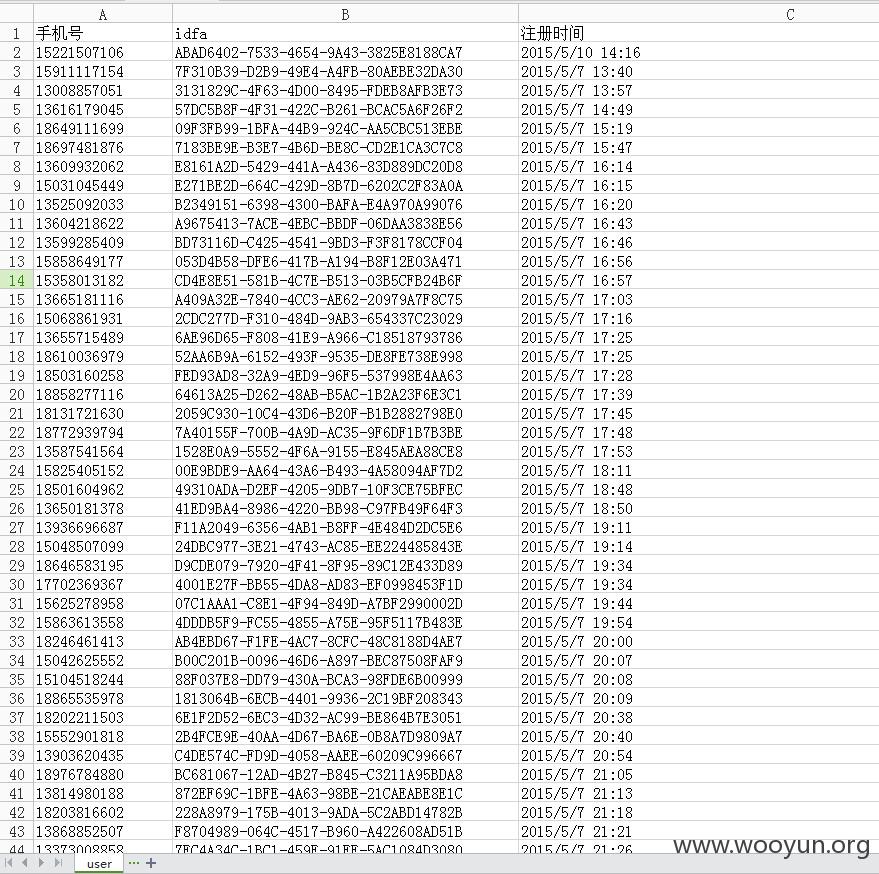 A B C
1 手机号 idfa 注册时间
2 15221507106 ABAD6402-7533-4654-9A43-3825E8188CA7 2015/5/10 14:16
3 15911117154 7F310B39-D2B9-49E4-A4FB-80AEBE32DA30 2015/5/7 13:40
4 13008857051 3131829C-4F63-4D00-8495-FDEB8AFB3E73 2015/5/7 13:57
5 13616179045 57DC5B8F-4F31-422C-B261-BCAC5A6F26F2 2015/5/7 14:49
6 18649111699 09F3FB99-1BFA-44B9-924C-AA5CBC513EBE 2015/5/7 15:19
7 18697481876 7183BE9E-B3E7-4B6D-BE8C-CD2E1CA3C7C8 2015/5/7 15:47
8 13609932062 E8161A2D-5429-441A-A436-83D889DC20D8 2015/5/7 16:14
9 15031045449 E271BE2D-664C-429D-8B7D-6202C2F83A0A 2015/5/7 16:15
10 13525092033 B2349151-6398-4300-BAFA-E4A970A99076 2015/5/7 16:20
11 13604218622 A9675413-7ACE-4EBC-BBDF-06DAA3838E56 2015/5/7 16:43
12 13599285409 BD73116D-C425-4541-9BD3-F3F8178CCF04 2015/5/7 16:46
13 15858649177 053D4B58-DFE6-417B-A194-B8F12E03A471 2015/5/7 16:56
14 15358013182 CD4E8E51-581B-4C7E-B513-03B5CFB24B6F 2015/5/7 16:57
15 13665181116 A409A32E-7840-4CC3-AE62-20979A7F8C75 2015/5/7 17:03
16 15068861931 2CDC277D-F310-484D-9AB3-654337C23029 2015/5/7 17:16
17 13655715489 6AE96D65-F808-41E9-A966-C18518793786 2015/5/7 17:25
18 18610036979 52AA6B9A-6152-493F-9535-DE8FE738E998 2015/5/7 17:25
19 18503160258 FED93AD8-32A9-4ED9-96F5-537998E4AA63 2015/5/7 17:28
20 18858277116 64613A25-D262-48AB-B5AC-1B2A23F6E3C1 2015/5/7 17:39
21 18131721630 2059C930-10C4-43D6-B20F-B1B2882798E0 2015/5/7 17:45
22 18772939794 7A40155F-700B-4A9D-AC35-9F6DF1B7B3BE 2015/5/7 17:48
23 13587541564 1528E0A9-5552-4F6A-9155-E845AEA88CE8 2015/5/7 17:53
24 15825405152 00E9BDE9-AA64-43A6-B493-4A58094AF7D2 2015/5/7 18:11
25 18501604962 49310ADA-D2EF-4205-9DB7-10F3CE75BFEC 2015/5/7 18:48
26 13650181378 41ED9BA4-8986-4220-BB98-C97FB49F64F3 2015/5/7 18:50
27 13936696687 F11A2049-6356-4AB1-B8FF-4E484D2DC5E6 2015/5/7 19:11
28 15048507099 24DBC977-3E21-4743-AC85-EE224485843E 2015/5/7 19:14
29 18646583195 D9CDE079-7920-4F41-8F95-89C12E433D89 2015/5/7 19:34
30 17702369367 4001E27F-BB55-4DA8-AD83-EF0998453F1D 2015/5/7 19:34
31 15625278958 07C1AAA1-C8E1-4F94-849D-A7BF2990002D 2015/5/7 19:44
32 15863613558 4DDDB5F9-FC55-4855-A75E-95F5117B483E 2015/5/7 19:54
33 18246461413 AB4EBD67-F1FE-4AC7-8CFC-48C8188D4AE7 2015/5/7 20:00
34 15042625552 B00C201B-0096-46D6-A897-BEC87508FAF9 2015/5/7 20:07
35 15104518244 88F037E8-DD79-430A-BCA3-98FDE6B00999 2015/5/7 20:08
36 18865535978 1813064B-6ECB-4401-9936-2C19BF208343 2015/5/7 20:09
37 18202211503 6E1F2D52-6EC3-4D32-AC99-BE864B7E3051 2015/5/7 20:38
38 15552901818 2B4FCE9E-40AA-4D67-BA6E-0B8A7D9809A7 2015/5/7 20:40
39 13903620435 C4DE574C-FD9D-4058-AAEE-60209C996667 2015/5/7 20:54
40 18976784880 BC681067-12AD-4B27-B845-C3211A95BDA8 2015/5/7 21:05
41 13814980188 872EF69C-1BFE-4A63-98BE-21CAEABE8E1C 2015/5/7 21:13
42 18203816602 228A8979-175B-4013-9ADA-5C2ABD14782B 2015/5/7 21:18
43 13868852507 F8704989-064C-4517-B960-A422608AD51B 2015/5/7 21:21
44 13373008858 2015/5/7 21:26
www.wooyun.org
user ··· +